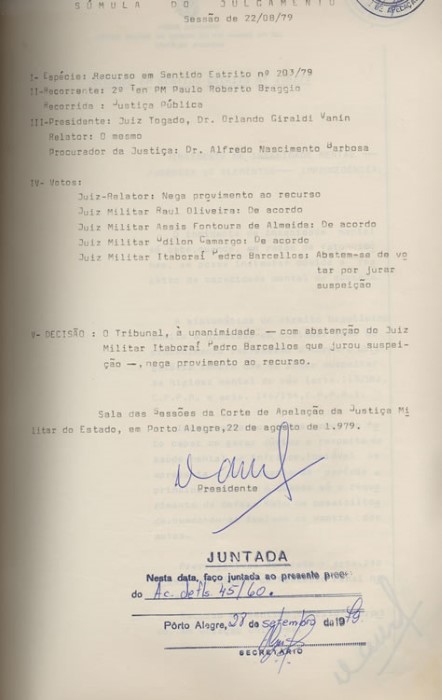 SÚMULA DO JULGAMENTO
Sessão de 22/08/79
I- Espécie: Recurso em Sentido Estrito nº 203/79
II-Recorrente: 2º Ten PM Paulo Roberto Braggio
Recorrida : Justiça Pública
III-Presidente: Juiz Togado, Dr. Orlando Giraldi Vanin
Relator: O mesmo
Procurador da Justiça: Dr. Alfredo Nascimento Barbosa
IV- Votos:
Juiz-Relator: Nega provimento ao recurso
Juiz Militar Raul Oliveira: De acordo
Juiz Militar Assis Fontoura de Almeida: De acordo
Juiz Militar Odilon Camargo: De acordo
Juiz Militar Itaboraí Pedro Barcellos: Abstem-se de vo
tar por jurar
suspeição
V- DECISÃO : O Tribunal, à unanimidade — com abstenção do Juiz
Militar Itaboraí Pedro Barcellos que jurou suspei-
ção —, nega provimento ao recurso.
Sala das Sessões da Corte de Apelação da Justiça Mi
litar do Estado, em Porto Alegre,22 de agosto de 1.979.
Presidente
JUNTADA
Nesta data, faço juntada ao presente proc-
do Ac. de fls. 45/60.
Pôrto Alegre, 28 de setembro de 1979
SECRETÁRIO